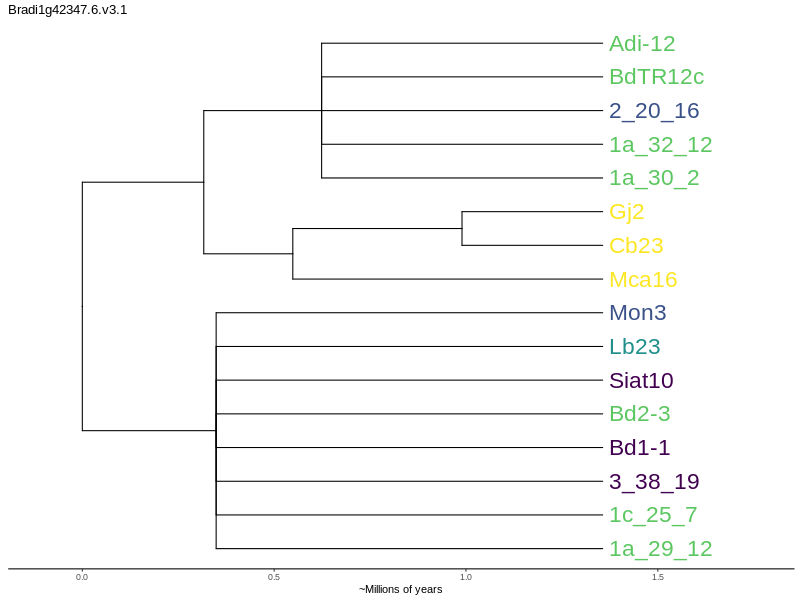 Bradi1g42347.6.v3.1
Adi-12
BdTR12c
2_20_16
1a_32_12
1a_30_2
Gj2
Cb23
Mca16
Mon3
Lb23
Siat10
Bd2-3
Bd1-1
3_38_19
1c_25_7
1a_29_12
0.0 0.5 1.0 1.5
~Millions of years